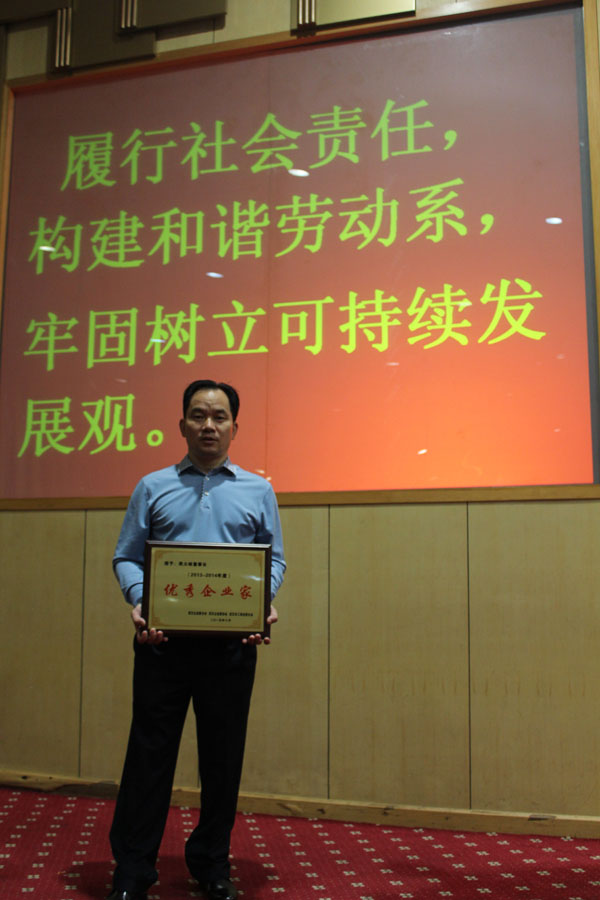 履行社会责任，
构建和谐劳动系，
牢固树立可持续发
展观。
（2013-2014年度）
优秀企业家